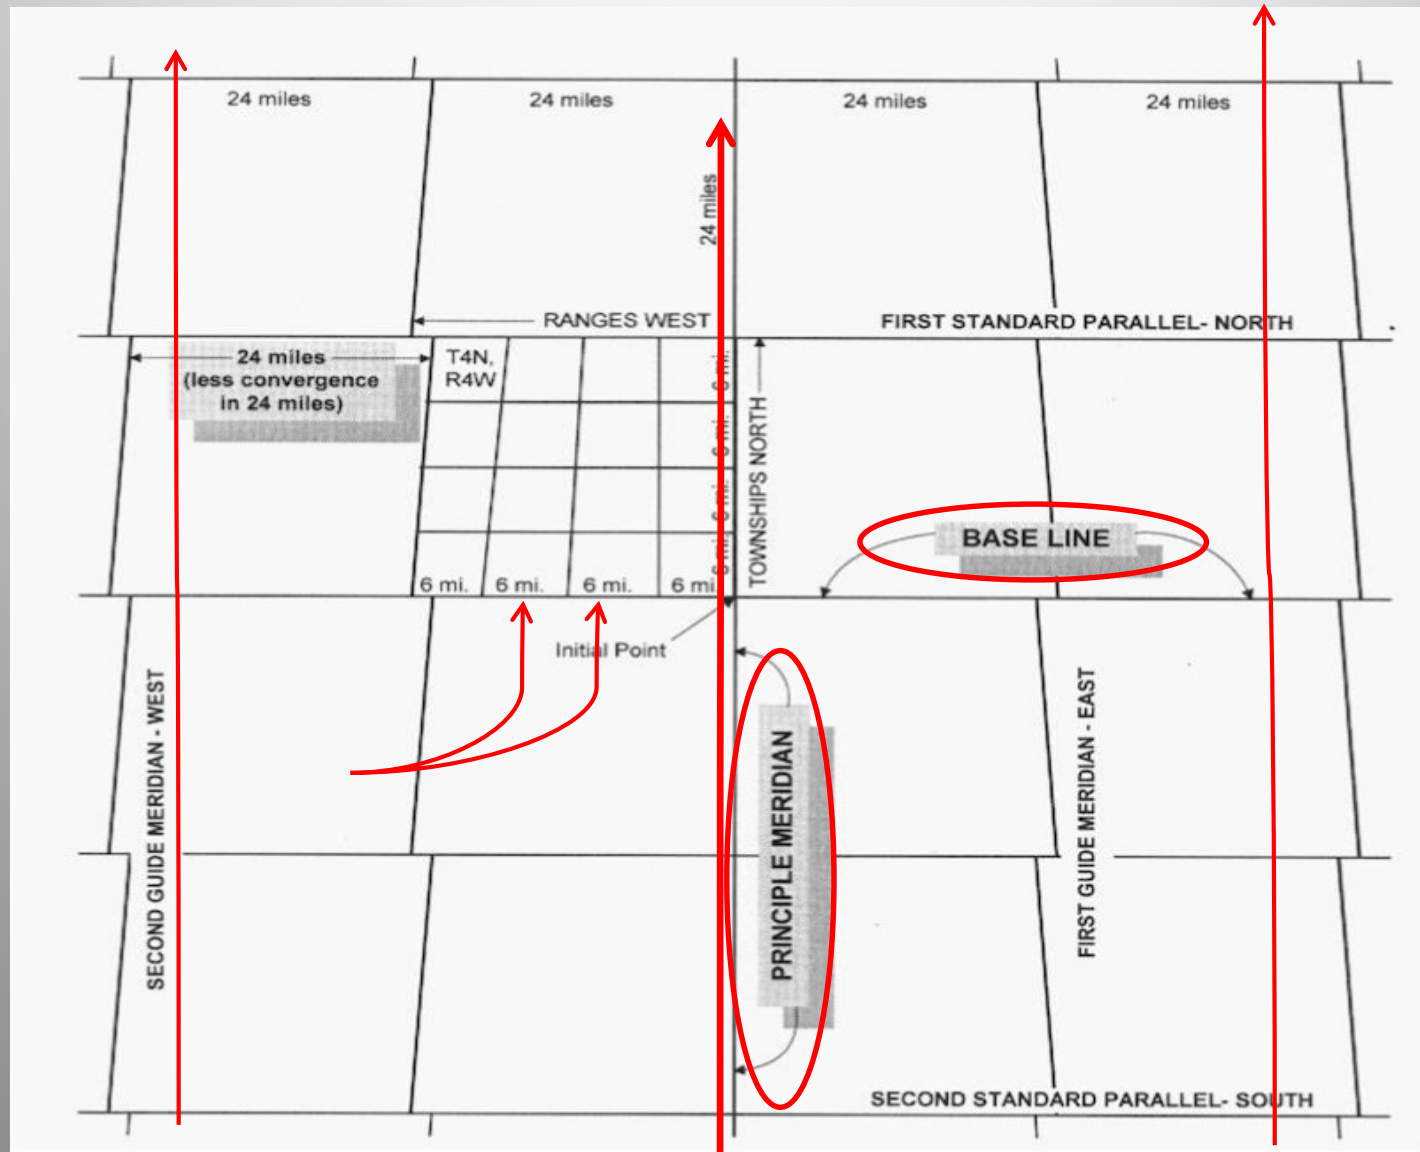 24 miles
24 miles
24 miles
24 miles
24 miles
RANGES WEST
FIRST STANDARD PARALLEL- NORTH
24 miles
(less convergence
in 24 miles)
T4N,
R4W
6 mi.
6 mi.
6 mi.
6 mi.
TOWNSHIPS NORTH
BASE LINE
6 mi.
6 mi.
6 mi.
6 mi.
Initial Point
SECOND GUIDE MERIDIAN - WEST
PRINCIPLE MERIDIAN
FIRST GUIDE MERIDIAN - EAST
SECOND STANDARD PARALLEL- SOUTH